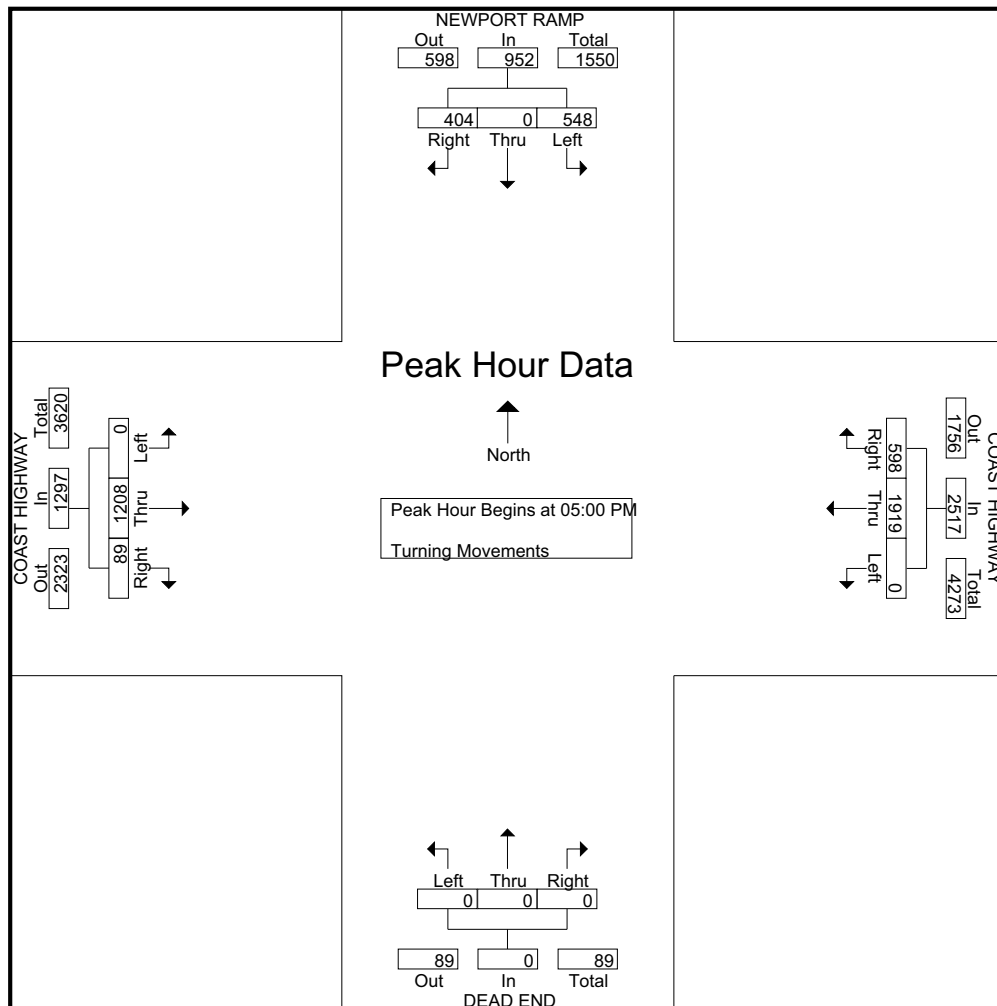 NEWPORT RAMP
Out In Total
598 952 1550
404 0 548
Right Thru Left
Peak Hour Data
North
Peak Hour Begins at 05:00 PM
Turning Movements
COAST HIGHWAY
Total In Out
3620 1297 2323
0 1208 89
Left Thru Right
COAST HIGHWAY
Out In Total
1756 2517 4273
598 1919 0
Right Thru Left
Left Thru Right
0 0 0
89 0 89
Out In Total
DEAD END